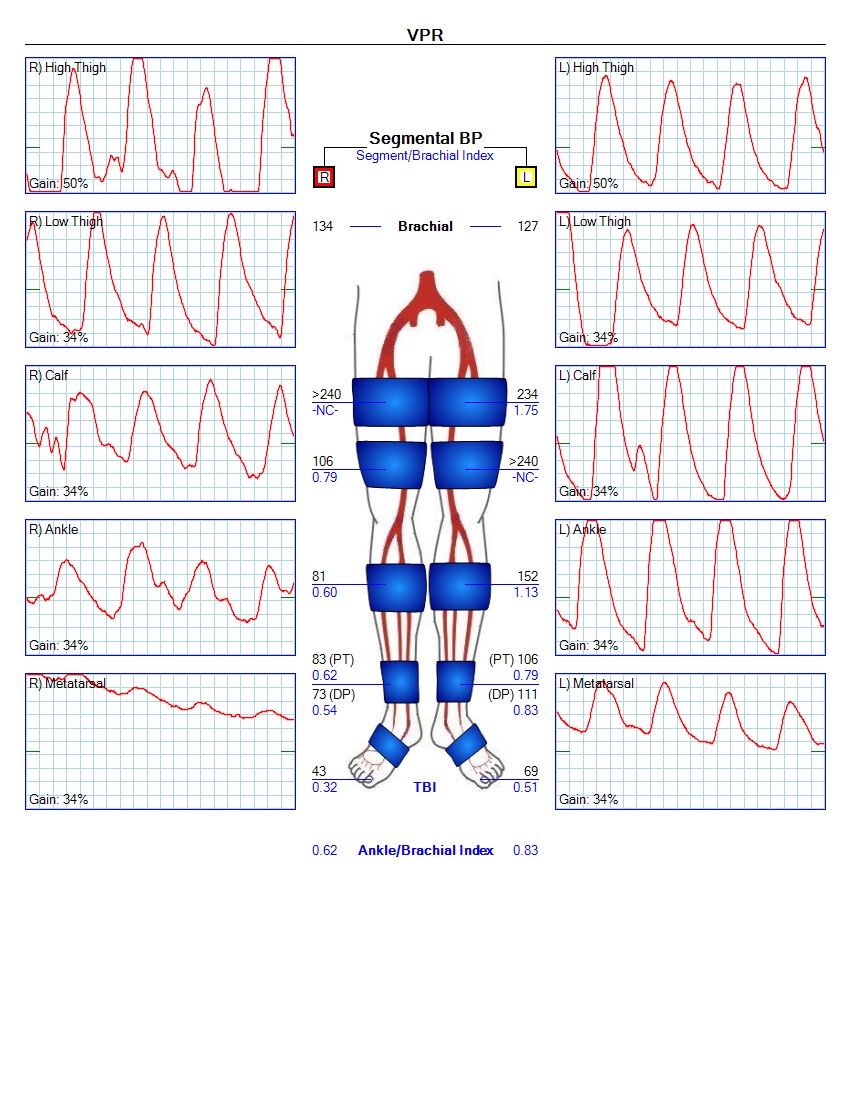 VPR
R) High Thigh
Gain: 50%
R) Low Thigh
Gain: 34%
R) Calf
Gain: 34%
R) Ankle
Gain: 34%
R) Metatarsal
Gain: 34%
Segmental BP
Segment/Brachial Index
R L
134 Brachial 127
>240 234
-NC- 1.75
106 >240
0.79 -NC-
81 152
0.60 1.13
83 (PT) (PT) 106
0.62 0.79
73 (DP) (DP) 111
0.54 0.83
43 69
0.32 TBI 0.51
0.62 Ankle/Brachial Index 0.83
L) High Thigh
Gain: 50%
L) Low Thigh
Gain: 34%
L) Calf
Gain: 34%
L) Ankle
Gain: 34%
L) Metatarsal
Gain: 34%